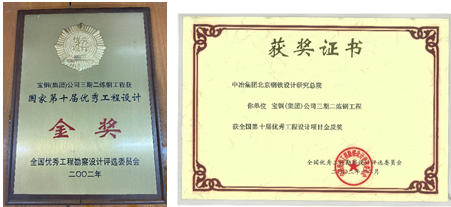 宝钢(集团)公司三期二炼钢工程获
国家第十届优秀工程设计
金奖
全国优秀工程勘察设计评选委员会
二〇〇二年
获奖证书
中冶集团北京钢铁设计研究总院
你单位 宝钢(集团)公司三期二炼钢工程
获全国第十届优秀工程设计项目金质奖
全国优秀工程勘察设计评选委员会